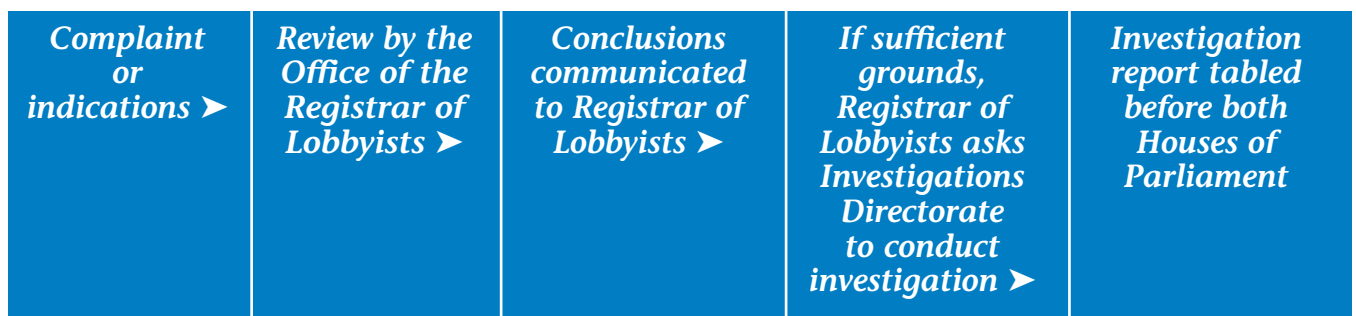 Complaint
or
indications ➤
Review by the
Office of the
Registrar of
Lobbyists ➤
Conclusions
communicated
to Registrar of
Lobbyists ➤
If sufficient
grounds,
Registrar of
Lobbyists asks
Investigations
Directorate
to conduct
investigation ➤
Investigation
report tabled
before both
Houses of
Parliament